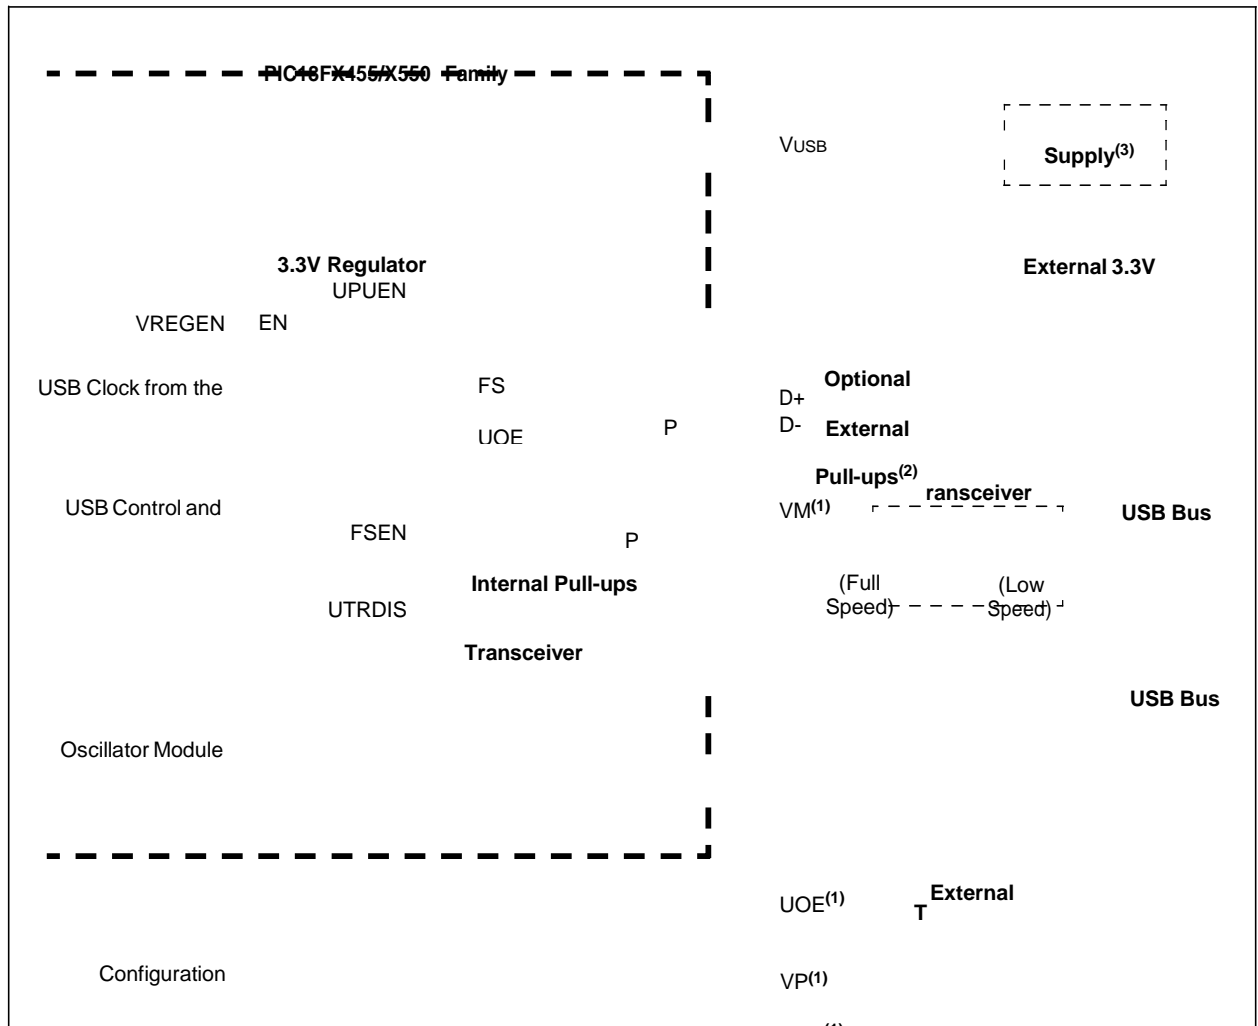 PIC18FX455/X550 Family
VUSB
Supply(3)
3.3V Regulator
External 3.3V
UPUEN
VREGEN EN
Optional
USB Clock from the
FS
D+
P
D- External
UOE
Pull-ups(2)
ransceiver
USB Control and
VM(1)
USB Bus
FSEN
P
Internal Pull-ups
(Full
Speed)
(Low
Speed)
UTRDIS
Transceiver
USB Bus
Oscillator Module
External
UOE(1)
T
Configuration
VP(1)